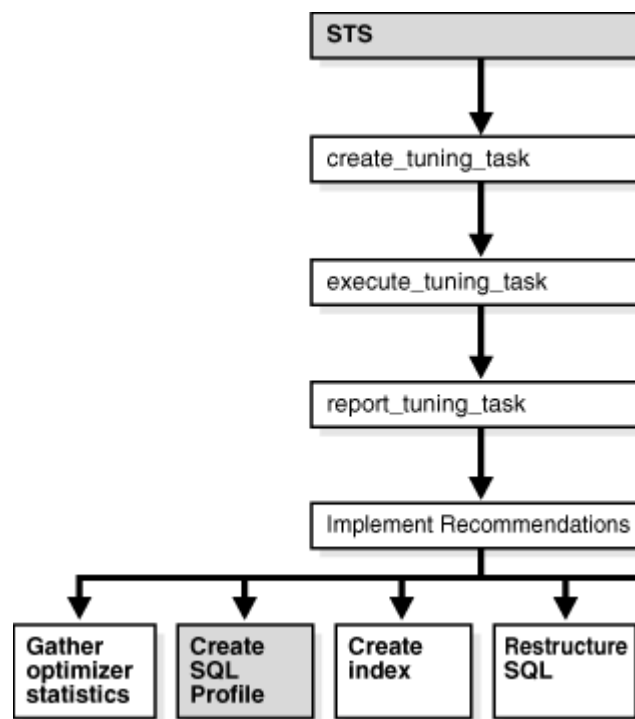 STS
create_tuning_task
execute_tuning_task
report_tuning_task
Implement Recommendations
Gather
optimizer
statistics
Create
SQL
Profile
Create
index
Restructure
SQL